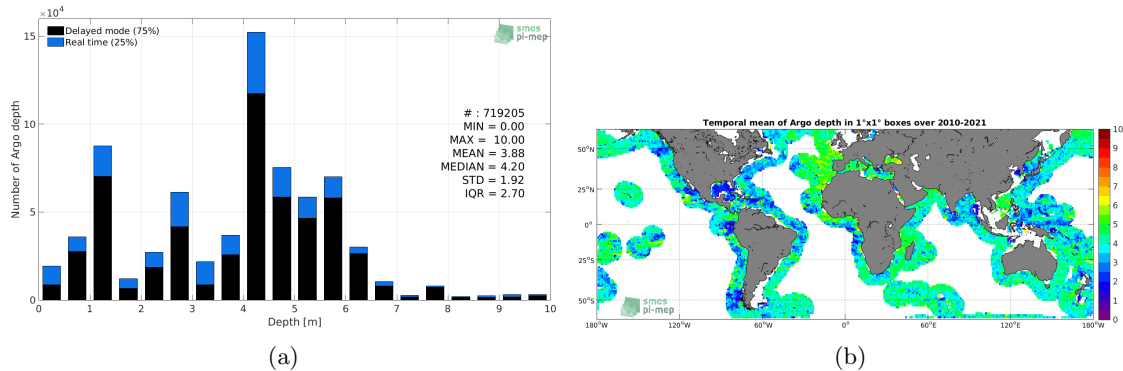 ×10⁴
Delayed mode (75%)
Real time (25%)
smos
pi-mep
15
10
5
0
Number of Argo depth
# : 719205
MIN = 0.00
MAX = 10.00
MEAN = 3.88
MEDIAN = 4.20
STD = 1.92
IQR = 2.70
0 1 2 3 4 5 6 7 8 9 10
Depth [m]
(a)
Temporal mean of Argo depth in 1°x1° boxes over 2010-2021
50°N
25°N
0°
25°S
50°S
smos
pi-mep
180°W 120°W 60°W 0° 60°E 120°E 180°W
10
9
8
7
6
5
4
3
2
1
0
(b)